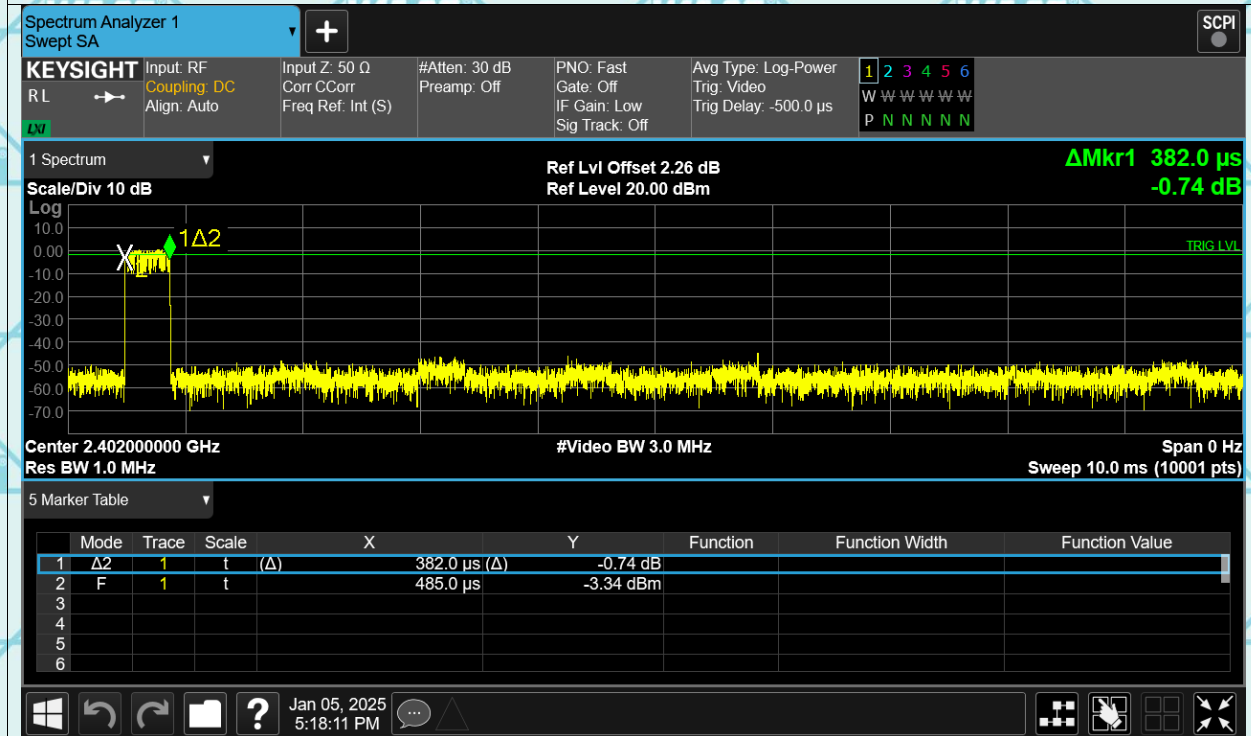 Spectrum Analyzer 1
Swept SA
SCPI
KEYSIGHT
RL
LXI
Input: RF
Coupling: DC
Align: Auto
Input Z: 50 Ω
Corr CCorr
Freq Ref: Int (S)
#Atten: 30 dB
Preamp: Off
PNO: Fast
Gate: Off
IF Gain: Low
Sig Track: Off
Avg Type: Log-Power
Trig: Video
Trig Delay: -500.0 µs
1 2 3 4 5 6
W W W W W W
P N N N N N
1 Spectrum
Scale/Div 10 dB
Ref Lvl Offset 2.26 dB
Ref Level 20.00 dBm
ΔMkr1 382.0 µs
-0.74 dB
Log
10.0
0.00
-10.0
-20.0
-30.0
-40.0
-50.0
-60.0
-70.0
1Δ2
TRIG LVL
Center 2.402000000 GHz
Res BW 1.0 MHz
#Video BW 3.0 MHz
Span 0 Hz
Sweep 10.0 ms (10001 pts)
5 Marker Table
Mode Trace Scale X Y Function Function Width Function Value
1 Δ2 1 t (Δ) 382.0 µs (Δ) -0.74 dB
2 F 1 t 485.0 µs -3.34 dBm
3
4
5
6
?
Jan 05, 2025
5:18:11 PM